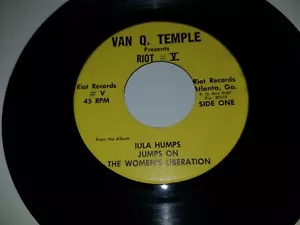 VAN Q. TEMPLE
Presents
RIOT # V
Riot Records
# V
45 RPM
Riot Records
Atlanta, Ga.
SIDE ONE
From the Album
IULA HUMPS
JUMPS ON
THE WOMEN'S LIBERATION